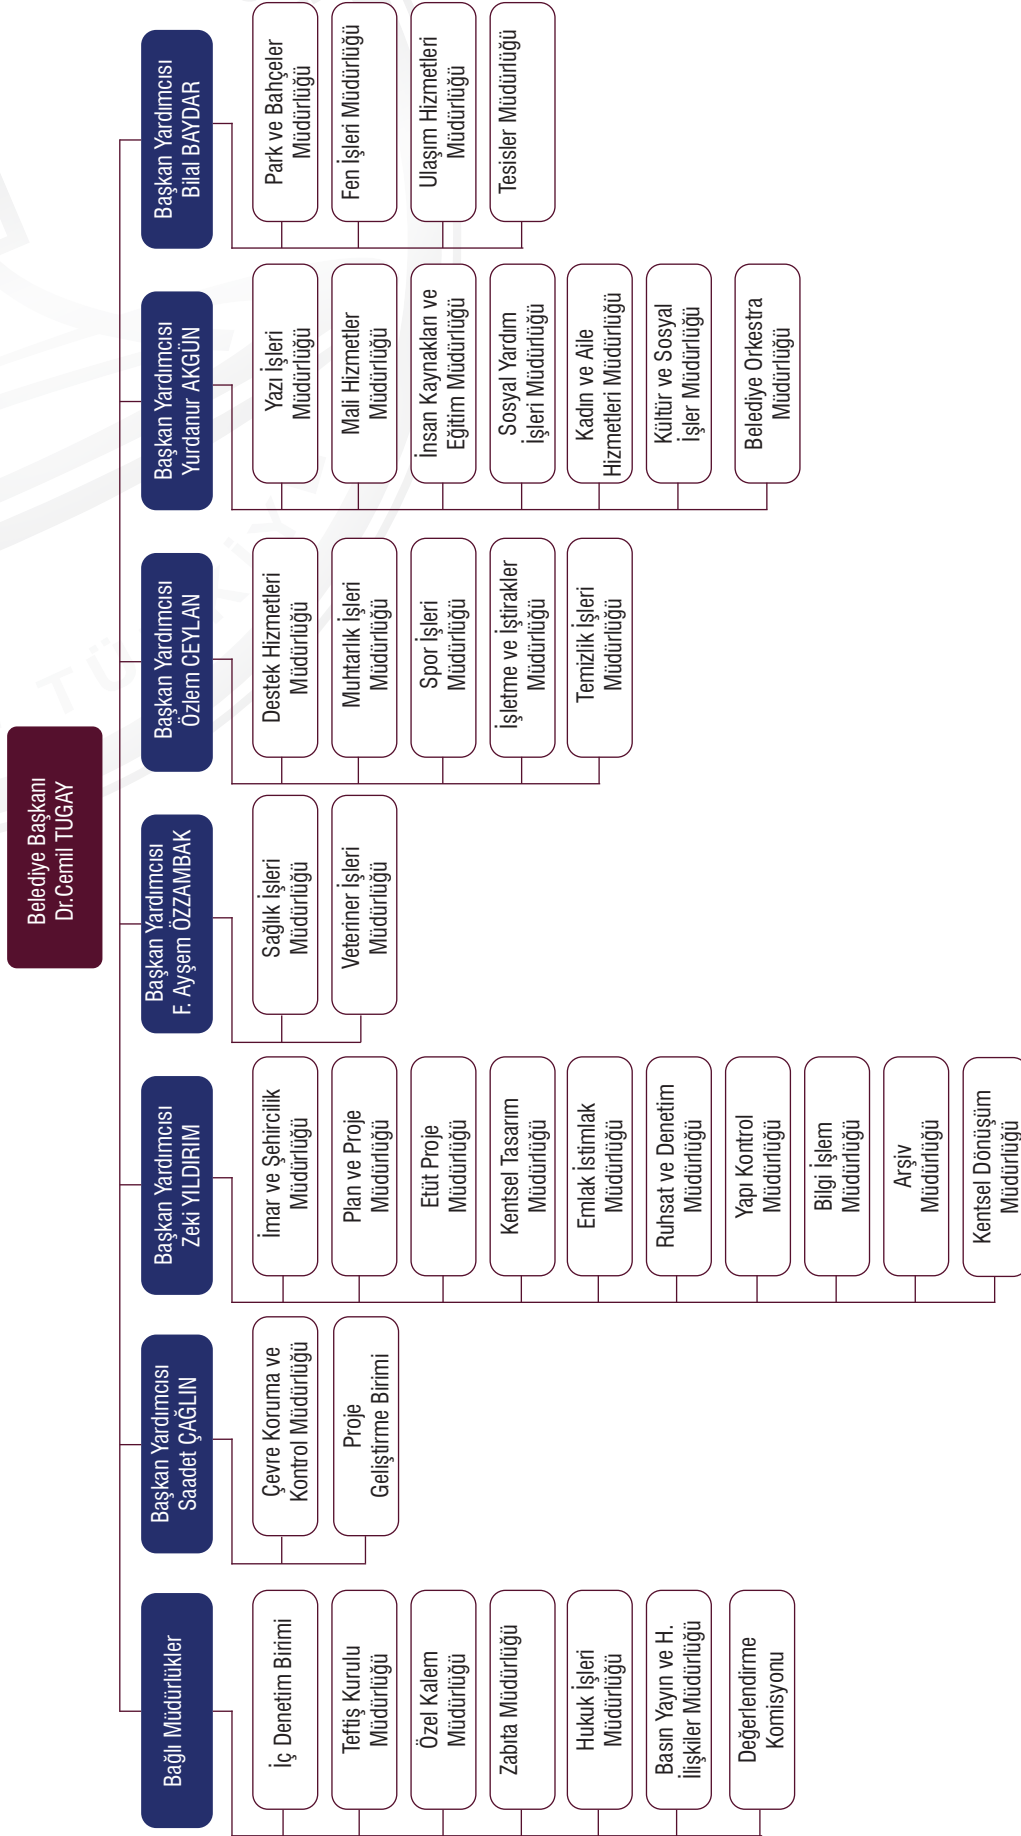 Belediye Başkanı
Dr.Cemil TUGAY
Bağlı Müdürlükler
İç Denetim Birimi
Teftiş Kurulu
Müdürlüğü
Özel Kalem
Müdürlüğü
Zabıta Müdürlüğü
Hukuk İşleri
Müdürlüğü
Basın Yayın ve H.
İlişkiler Müdürlüğü
Değerlendirme
Komisyonu
Başkan Yardımcısı
Saadet ÇAĞLIN
Çevre Koruma ve
Kontrol Müdürlüğü
Proje
Geliştirme Birimi
Başkan Yardımcısı
Zeki YILDIRIM
İmar ve Şehircilik
Müdürlüğü
Plan ve Proje
Müdürlüğü
Etüt Proje
Müdürlüğü
Kentsel Tasarım
Müdürlüğü
Emlak İstimlak
Müdürlüğü
Ruhsat ve Denetim
Müdürlüğü
Yapı Kontrol
Müdürlüğü
Bilgi İşlem
Müdürlüğü
Arşiv
Müdürlüğü
Kentsel Dönüşüm
Müdürlüğü
Başkan Yardımcısı
F. Ayşem ÖZZAMBAK
Sağlık İşleri
Müdürlüğü
Veteriner İşleri
Müdürlüğü
Başkan Yardımcısı
Özlem CEYLAN
Destek Hizmetleri
Müdürlüğü
Muhtarlık İşleri
Müdürlüğü
Spor İşleri
Müdürlüğü
İşletme ve İştirakler
Müdürlüğü
Temizlik İşleri
Müdürlüğü
Başkan Yardımcısı
Yurdanur AKGÜN
Yazı İşleri
Müdürlüğü
Mali Hizmetler
Müdürlüğü
İnsan Kaynakları ve
Eğitim Müdürlüğü
Sosyal Yardım
İşleri Müdürlüğü
Kadın ve Aile
Hizmetleri Müdürlüğü
Kültür ve Sosyal
İşler Müdürlüğü
Belediye Orkestra
Müdürlüğü
Başkan Yardımcısı
Bilal BAYDAR
Park ve Bahçeler
Müdürlüğü
Fen İşleri Müdürlüğü
Ulaşım Hizmetleri
Müdürlüğü
Tesisler Müdürlüğü